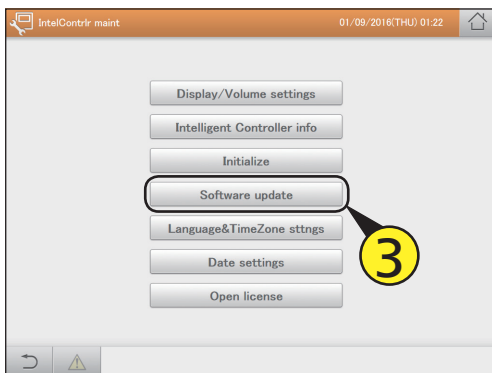 IntelContrlr maint
01/09/2016(THU) 01:22
Display/Volume settings
Intelligent Controller info
Initialize
Software update
Language&TimeZone sttngs
3
Date settings
Open license